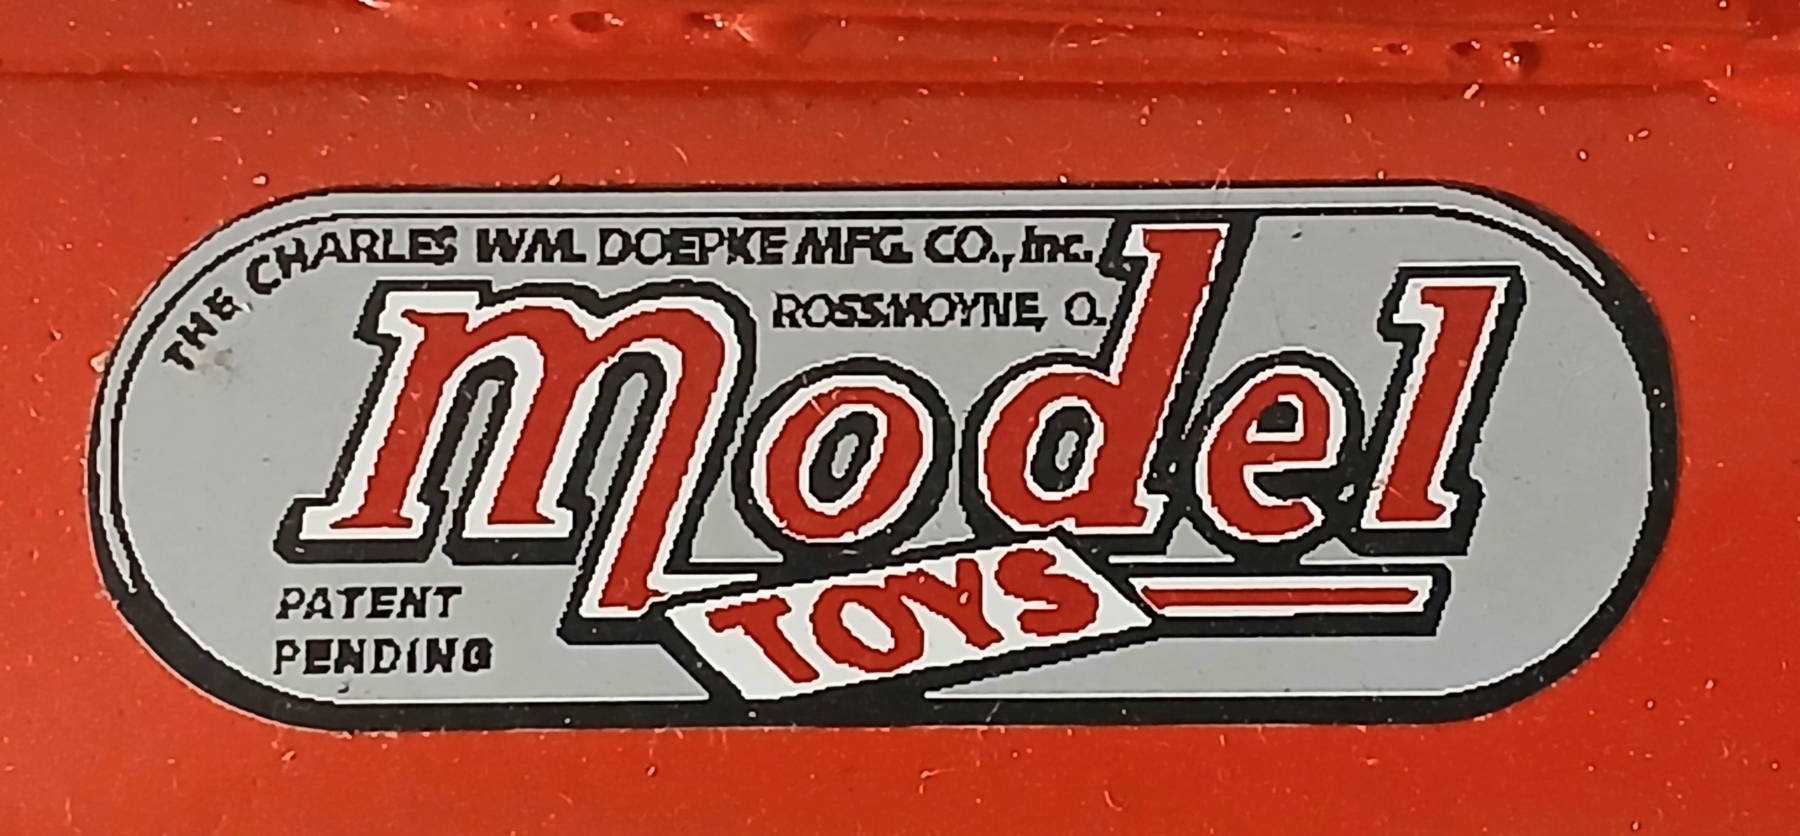 THE CHARLES WM. DOEPKE MFG. CO., Inc.
ROSSMOYNE, O.
Model
TOYS
PATENT
PENDING